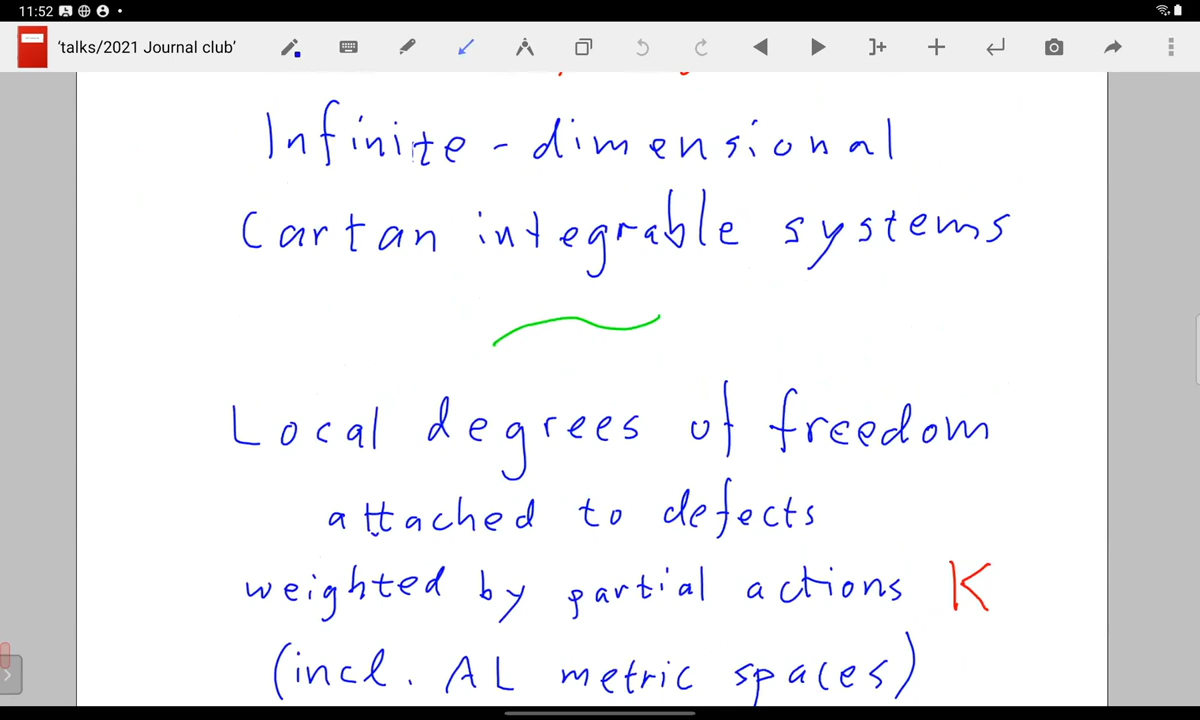 11:52
'talks/2021 Journal club'
Infinite-dimensional
Cartan integrable systems
Local degrees of freedom
attached to defects
weighted by partial actions K
(incl. AL metric spaces)